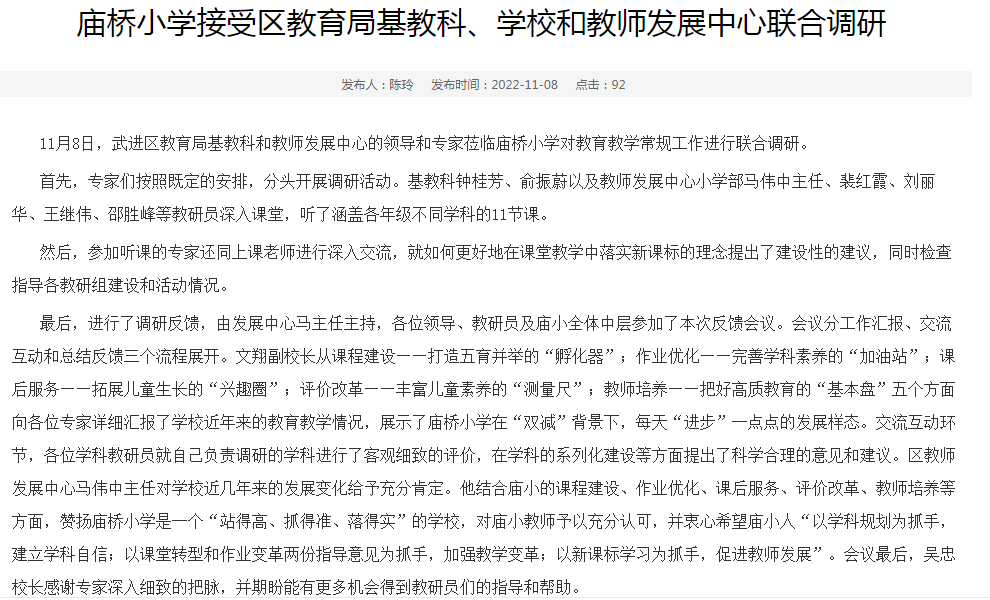 庙桥小学接受区教育局基教科、学校和教师发展中心联合调研
发布人：陈玲 发布时间：2022-11-08 点击：92
11月8日，武进区教育局基教科和教师发展中心的领导和专家莅临庙桥小学对教育教学常规工作进行联合调研。
首先，专家们按照既定的安排，分头开展调研活动。基教科钟桂芳、俞振蔚以及教师发展中心小学部马伟中主任、裴红霞、刘丽
华、王继伟、邵胜峰等教研员深入课堂，听了涵盖各年级不同学科的11节课。
然后，参加听课的专家还同上课老师进行深入交流，就如何更好地在课堂教学中落实新课标的理念提出了建设性的建议，同时检查
指导各教研组建设和活动情况。
最后，进行了调研反馈，由发展中心马主任主持，各位领导、教研员及庙小全体中层参加了本次反馈会议。会议分工作汇报、交流
互动和总结反馈三个流程展开。文翔副校长从课程建设——打造五育并举的“孵化器”；作业优化——完善学科素养的“加油站”；课
后服务——拓展儿童生长的“兴趣圈”；评价改革——丰富儿童素养的“测量尺”；教师培养——把好高质教育的“基本盘”五个方面
向各位专家详细汇报了学校近年来的教育教学情况，展示了庙桥小学在“双减”背景下，每天“进步”一点点的发展样态。交流互动环
节，各位学科教研员就自己负责调研的学科进行了客观细致的评价，在学科的系列化建设等方面提出了科学合理的意见和建议。区教师
发展中心马伟中主任对学校近几年来的发展变化给予充分肯定。他结合庙小的课程建设、作业优化、课后服务、评价改革、教师培养等
方面，赞扬庙桥小学是一个“站得高、抓得准、落得实”的学校，对庙小教师予以充分认可，并衷心希望庙小人“以学科规划为抓手，
建立学科自信；以课堂转型和作业变革两份指导意见为抓手，加强教学变革；以新课标学习为抓手，促进教师发展”。会议最后，吴忠
校长感谢专家深入细致的把脉，并期盼能有更多机会得到教研员们的指导和帮助。